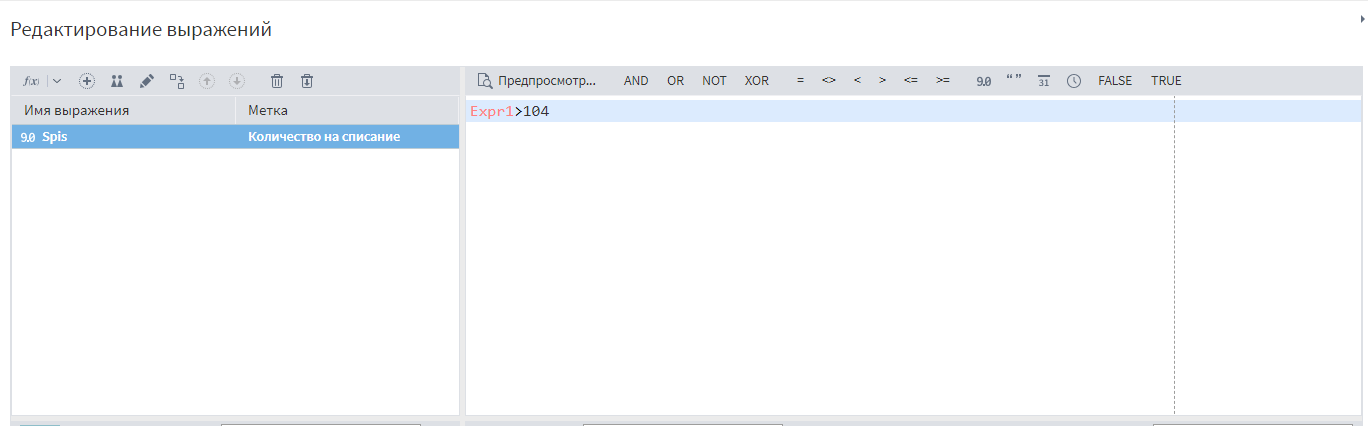 Редактирование выражений
f(x) Предпросмотр... AND OR NOT XOR = <> < > <= >= 9.0 “ ” 31 FALSE TRUE
Имя выражения Метка
Expr1>104
9.0 Spis Количество на списание